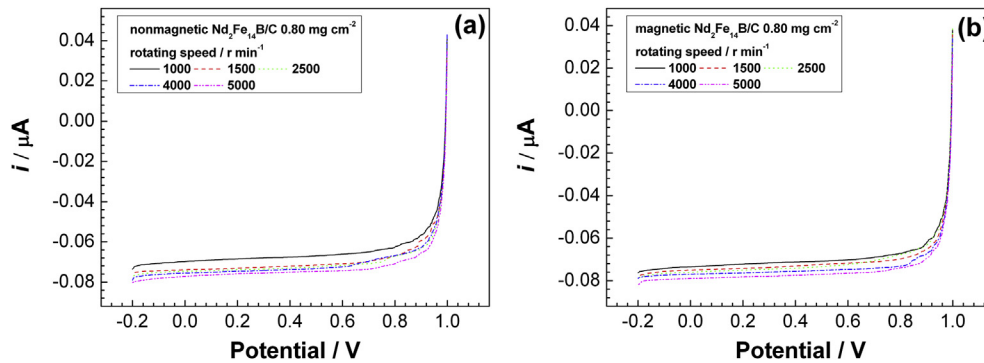 (a)
nonmagnetic Nd₂Fe₁₄B/C 0.80 mg cm⁻²
rotating speed / r min⁻¹
1000 1500 2500
4000 5000
0.04
0.02
0.00
-0.02
-0.04
-0.06
-0.08
i / μA
-0.2 0.0 0.2 0.4 0.6 0.8 1.0
Potential / V
(b)
magnetic Nd₂Fe₁₄B/C 0.80 mg cm⁻²
rotating speed / r min⁻¹
1000 1500 2500
4000 5000
0.04
0.02
0.00
-0.02
-0.04
-0.06
-0.08
i / μA
-0.2 0.0 0.2 0.4 0.6 0.8 1.0
Potential / V